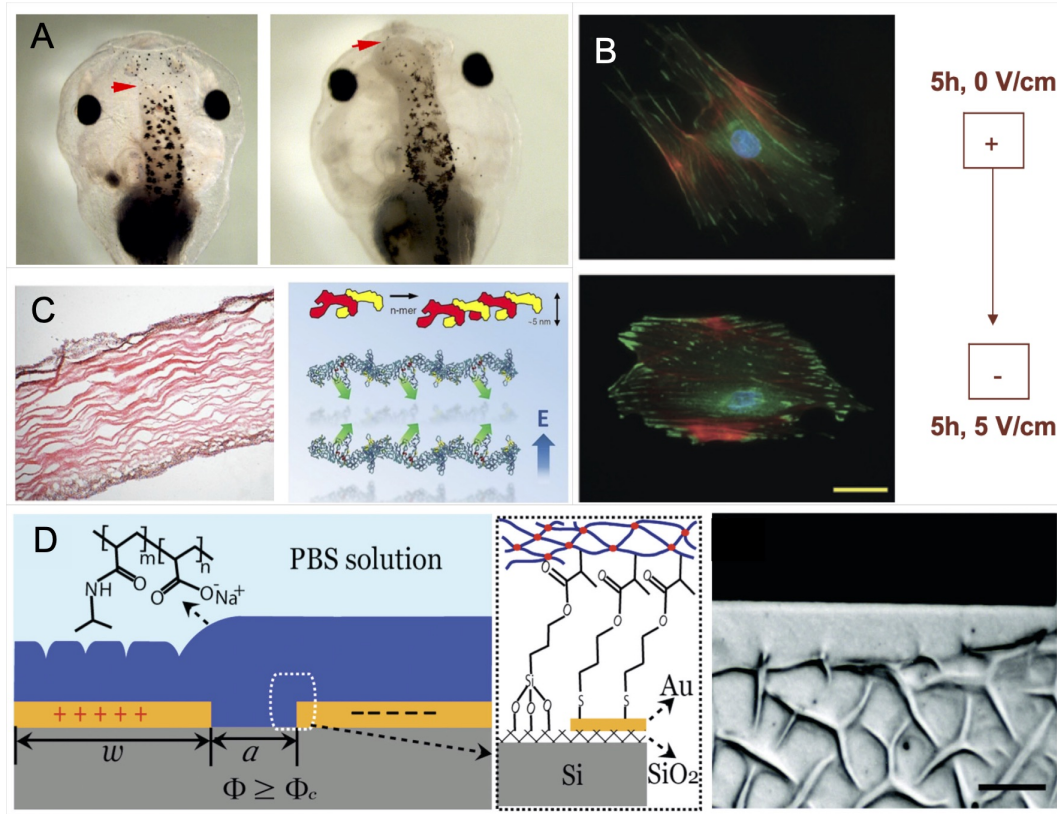 A
B
5h, 0 V/cm
+
-
5h, 5 V/cm
C
n-mer
~5 nm
E
D
m
n
NH
O
O
O⁻Na⁺
PBS solution
+ + + + +
– – – – –
w
a
Φ ≥ Φc
O
O
O
O
O
O
Si
O
O
O
S
S
Au
Si
SiO₂